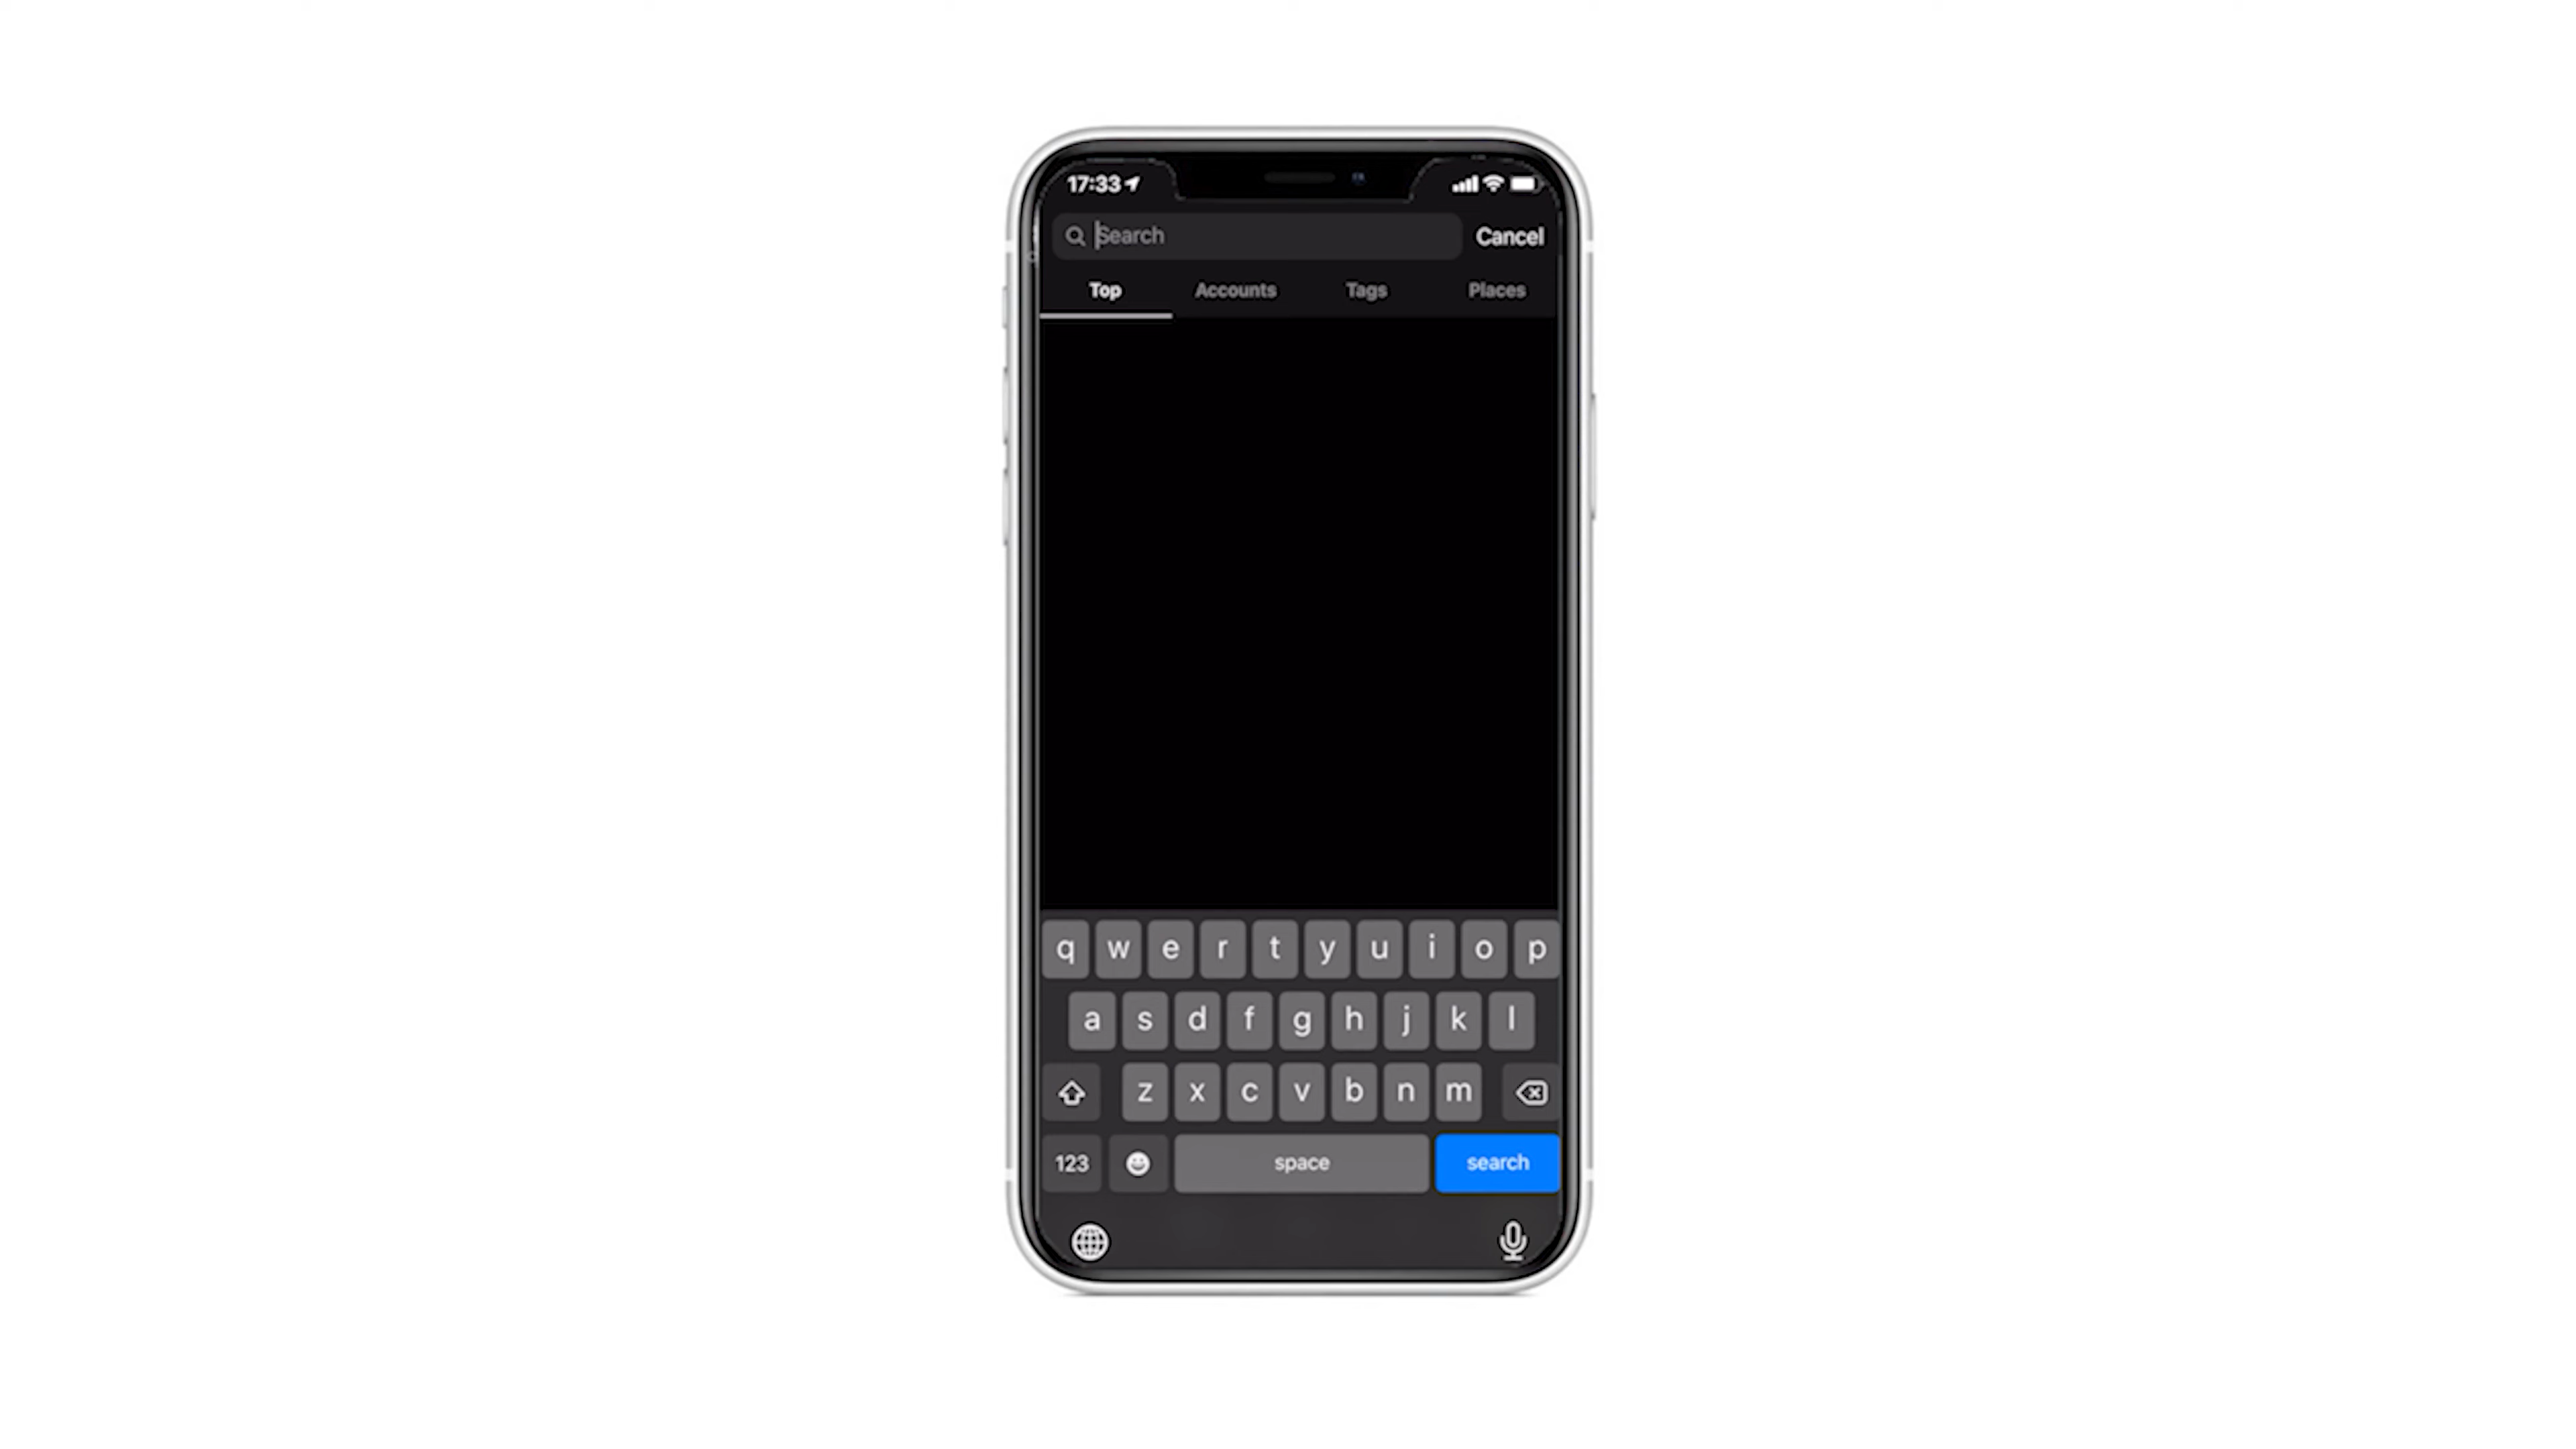 17:33
Search Cancel
Top Accounts Tags Places
q w e r t y u i o p
a s d f g h j k l
z x c v b n m
123 space search